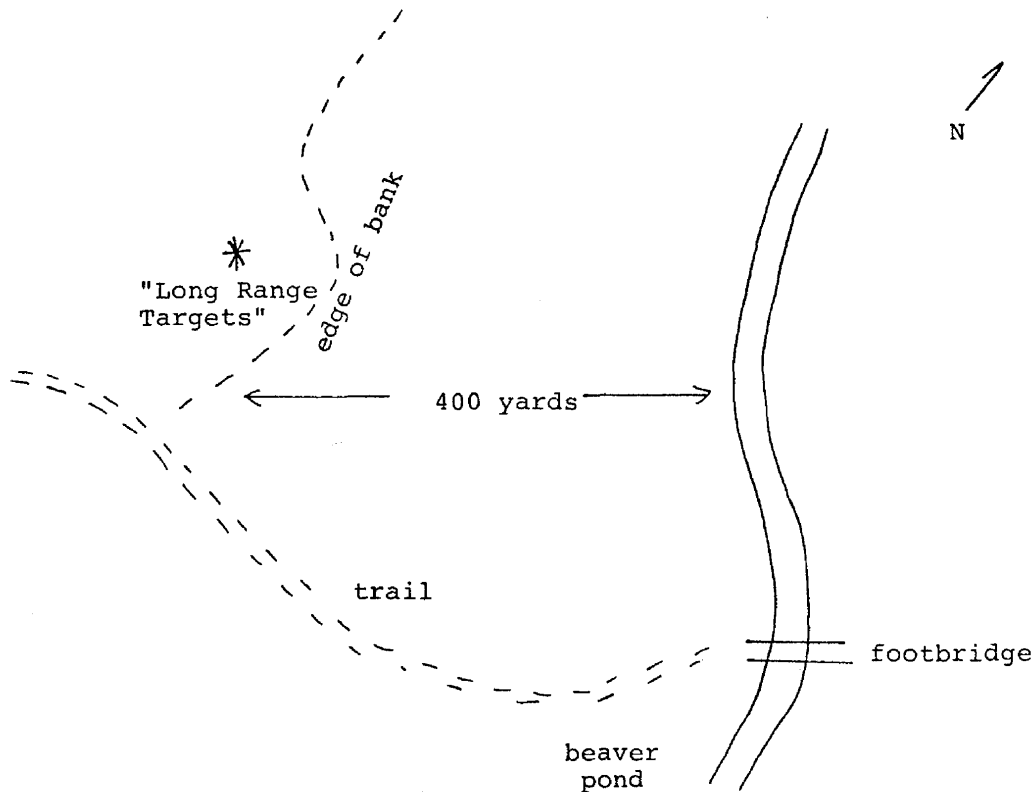 N
edge of bank
"Long Range
Targets"
400 yards
trail
footbridge
beaver
pond